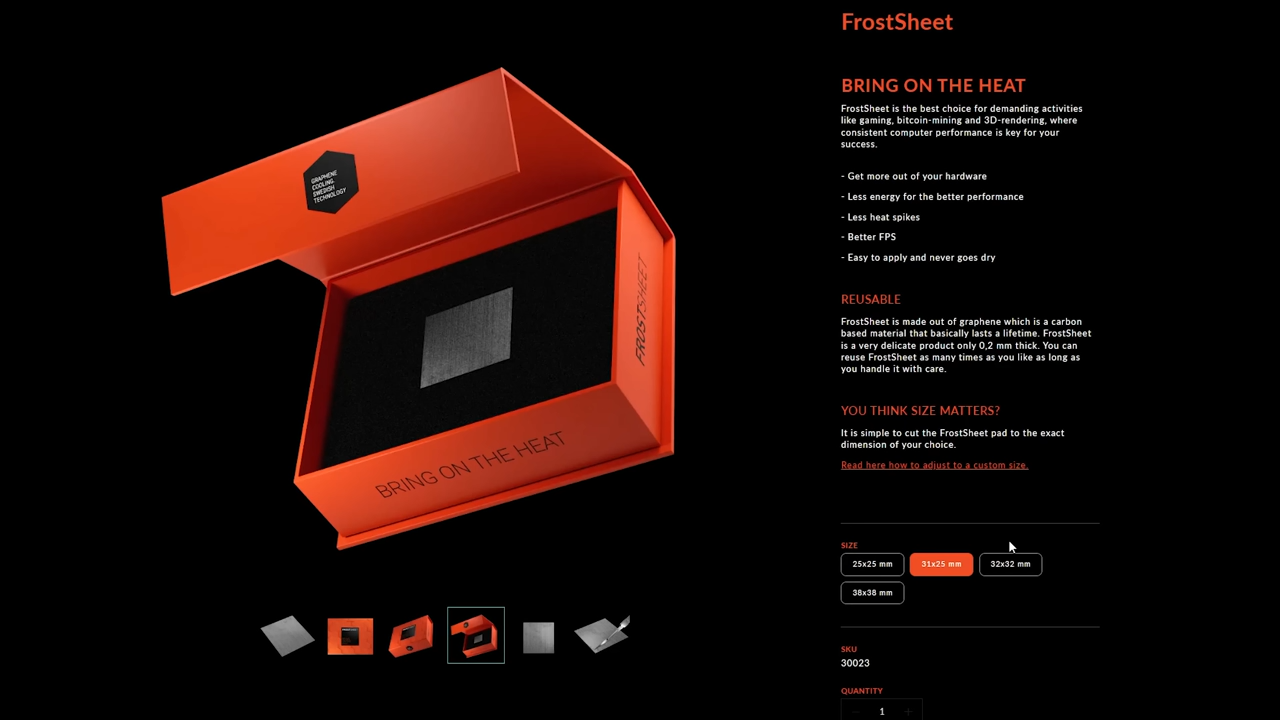 FrostSheet
BRING ON THE HEAT
FrostSheet is the best choice for demanding activities
like gaming, bitcoin-mining and 3D-rendering, where
consistent computer performance is key for your
success.
- Get more out of your hardware
- Less energy for the better performance
- Less heat spikes
- Better FPS
- Easy to apply and never goes dry
REUSABLE
FrostSheet is made out of graphene which is a carbon
based material that basically lasts a lifetime. FrostSheet
is a very delicate product only 0,2 mm thick. You can
reuse FrostSheet as many times as you like as long as
you handle it with care.
YOU THINK SIZE MATTERS?
It is simple to cut the FrostSheet pad to the exact
dimension of your choice.
Read here how to adjust to a custom size.
SIZE
25x25 mm
31x25 mm
32x32 mm
38x38 mm
SKU
30023
QUANTITY
- 1 +
GRAPHENE
COOLING.
SWEDISH
TECHNOLOGY
FROSTSHEET
BRING ON THE HEAT